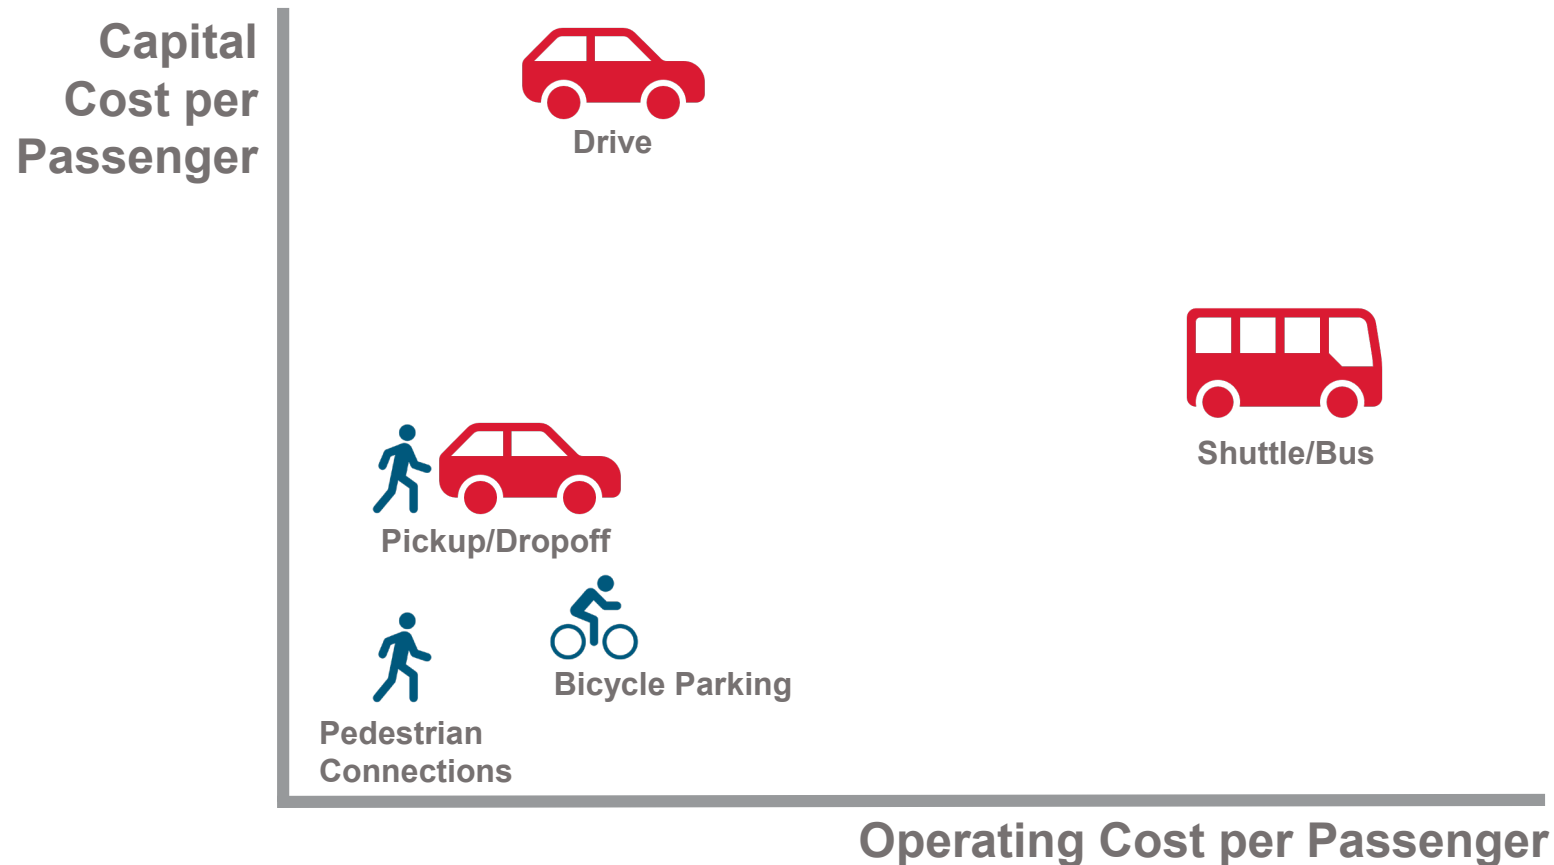 Capital
Cost per
Passenger
Drive
Shuttle/Bus
Pickup/Dropoff
Bicycle Parking
Pedestrian
Connections
Operating Cost per Passenger